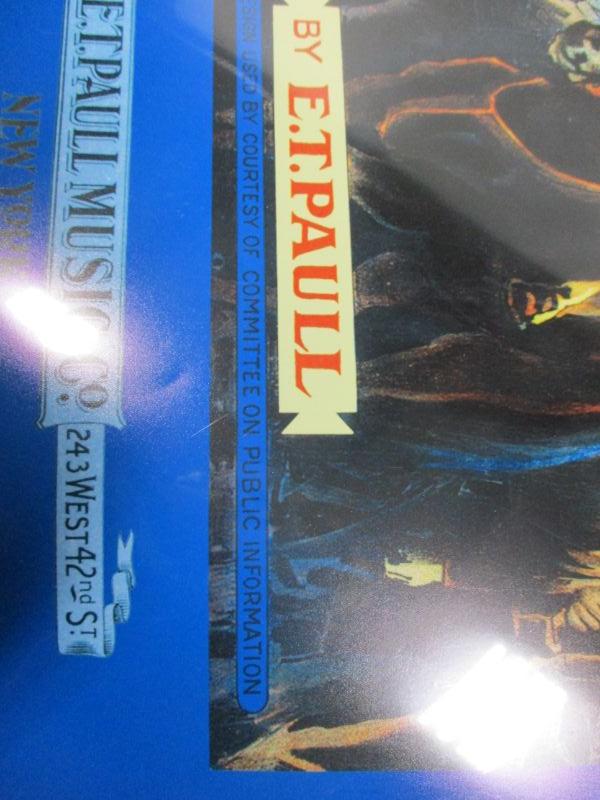 BY E.T. PAULL
DESIGN USED BY COURTESY OF COMMITTEE ON PUBLIC INFORMATION
E.T. PAULL MUSIC Co.
243 WEST 42nd ST.
NEW YORK